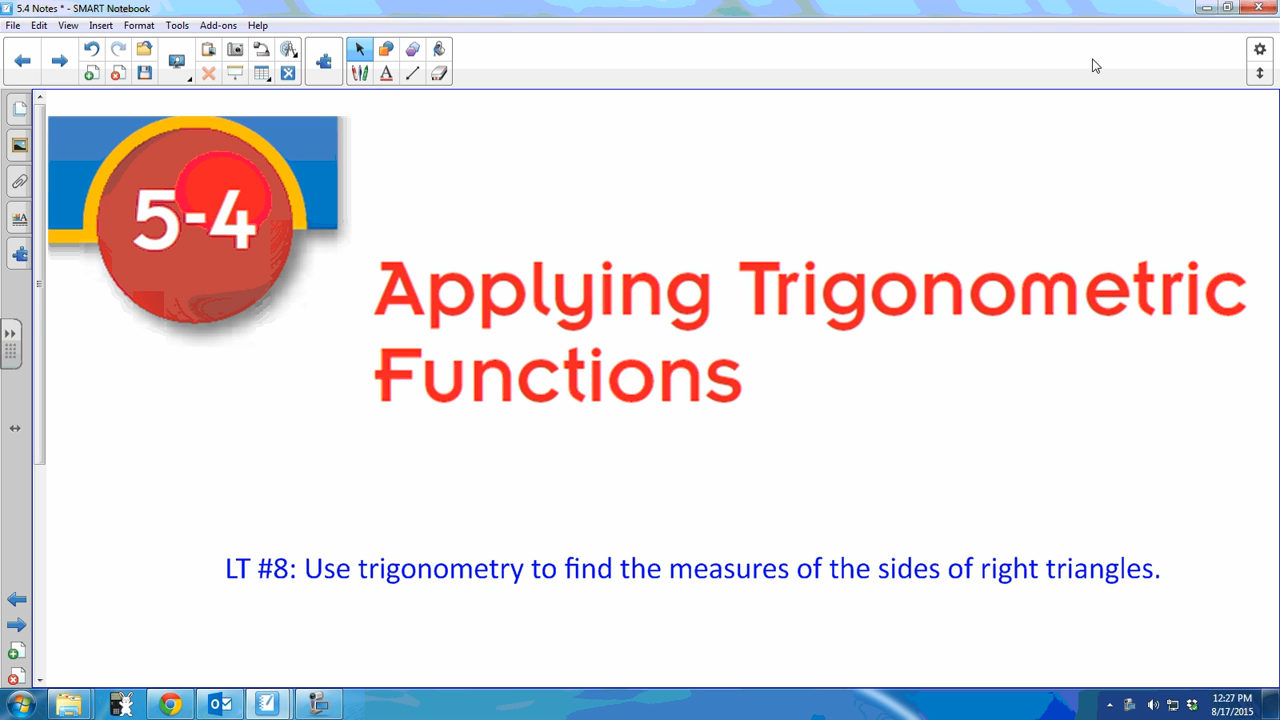 5.4 Notes * - SMART Notebook
File Edit View Insert Format Tools Add-ons Help
5-4
Applying Trigonometric
Functions
LT #8: Use trigonometry to find the measures of the sides of right triangles.
12:27 PM
8/17/2015